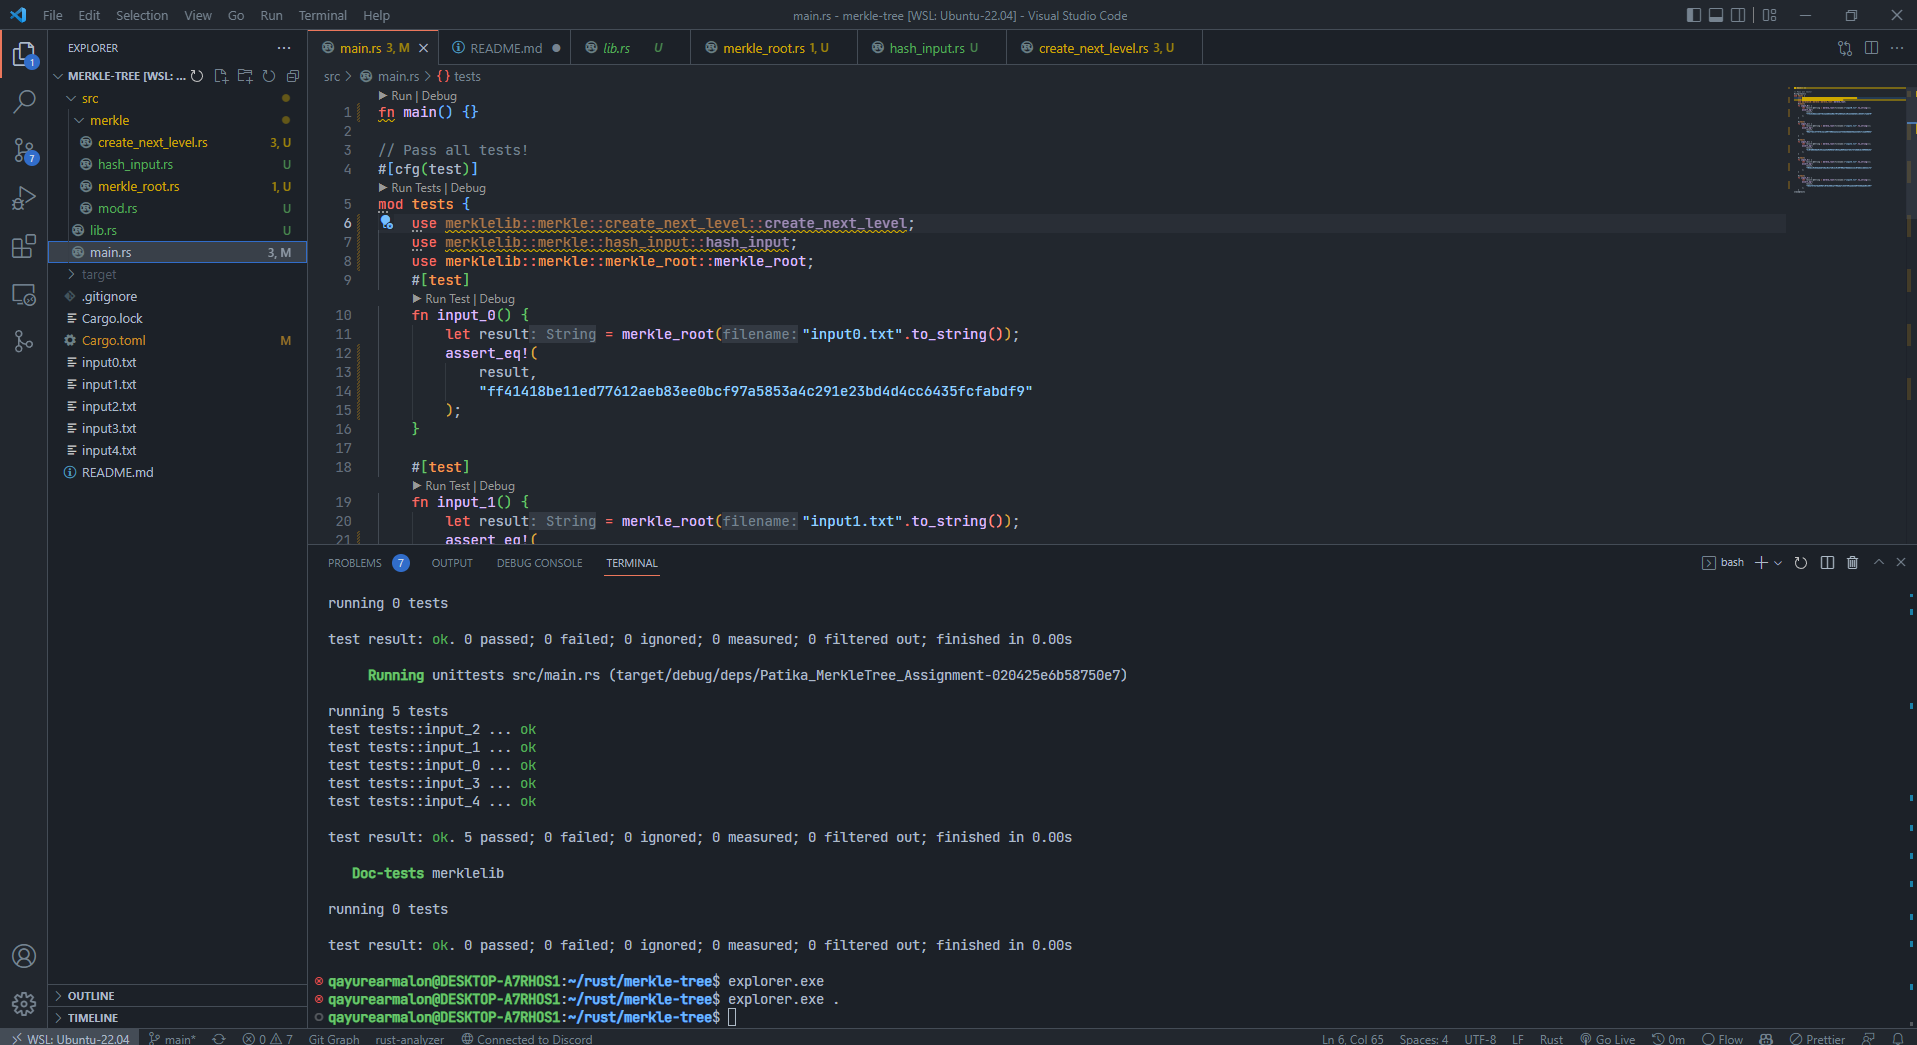 File Edit Selection View Go Run Terminal Help
main.rs - merkle-tree [WSL: Ubuntu-22.04] - Visual Studio Code
EXPLORER
MERKLE-TREE [WSL: ...
src
merkle
create_next_level.rs 3, U
hash_input.rs U
merkle_root.rs 1, U
mod.rs U
lib.rs U
main.rs 3, M
target
.gitignore
Cargo.lock
Cargo.toml M
input0.txt
input1.txt
input2.txt
input3.txt
input4.txt
README.md
OUTLINE
TIMELINE
1
7
main.rs 3, M
README.md
lib.rs U
merkle_root.rs 1, U
hash_input.rs U
create_next_level.rs 3, U
src > main.rs > {} tests
Run | Debug
1 fn main() {}
2
3 // Pass all tests!
4 #[cfg(test)]
Run Tests | Debug
5 mod tests {
6 use merklelib::merkle::create_next_level::create_next_level;
7 use merklelib::merkle::hash_input::hash_input;
8 use merklelib::merkle::merkle_root::merkle_root;
9 #[test]
Run Test | Debug
10 fn input_0() {
11 let result: String = merkle_root(filename: "input0.txt".to_string());
12 assert_eq!(
13 result,
14 "ff41418be11ed77612aeb83ee0bcf97a5853a4c291e23bd4d4cc6435fcfabdf9"
15 );
16 }
17
18 #[test]
Run Test | Debug
19 fn input_1() {
20 let result: String = merkle_root(filename: "input1.txt".to_string());
21 assert_eq!(
PROBLEMS 7 OUTPUT DEBUG CONSOLE TERMINAL
bash
running 0 tests
test result: ok. 0 passed; 0 failed; 0 ignored; 0 measured; 0 filtered out; finished in 0.00s
Running unittests src/main.rs (target/debug/deps/Patika_MerkleTree_Assignment-020425e6b58750e7)
running 5 tests
test tests::input_2 ... ok
test tests::input_1 ... ok
test tests::input_0 ... ok
test tests::input_3 ... ok
test tests::input_4 ... ok
test result: ok. 5 passed; 0 failed; 0 ignored; 0 measured; 0 filtered out; finished in 0.00s
Doc-tests merklelib
running 0 tests
test result: ok. 0 passed; 0 failed; 0 ignored; 0 measured; 0 filtered out; finished in 0.00s
qayurearmalon@DESKTOP-A7RHOS1:~/rust/merkle-tree$ explorer.exe
qayurearmalon@DESKTOP-A7RHOS1:~/rust/merkle-tree$ explorer.exe .
qayurearmalon@DESKTOP-A7RHOS1:~/rust/merkle-tree$
WSL: Ubuntu-22.04 main* 0 7 Git Graph rust-analyzer Connected to Discord
Ln 6, Col 65 Spaces: 4 UTF-8 LF Rust Go Live 0m Flow Prettier